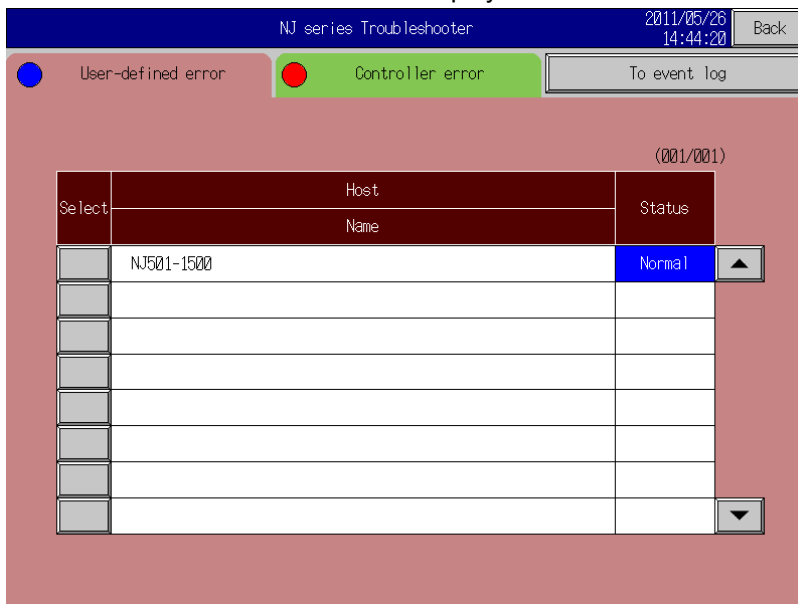 NJ series Troubleshooter
2011/05/26
14:44:20
Back
User-defined error
Controller error
To event log
(001/001)
Select
Host
Name
Status
NJ501-1500
Normal